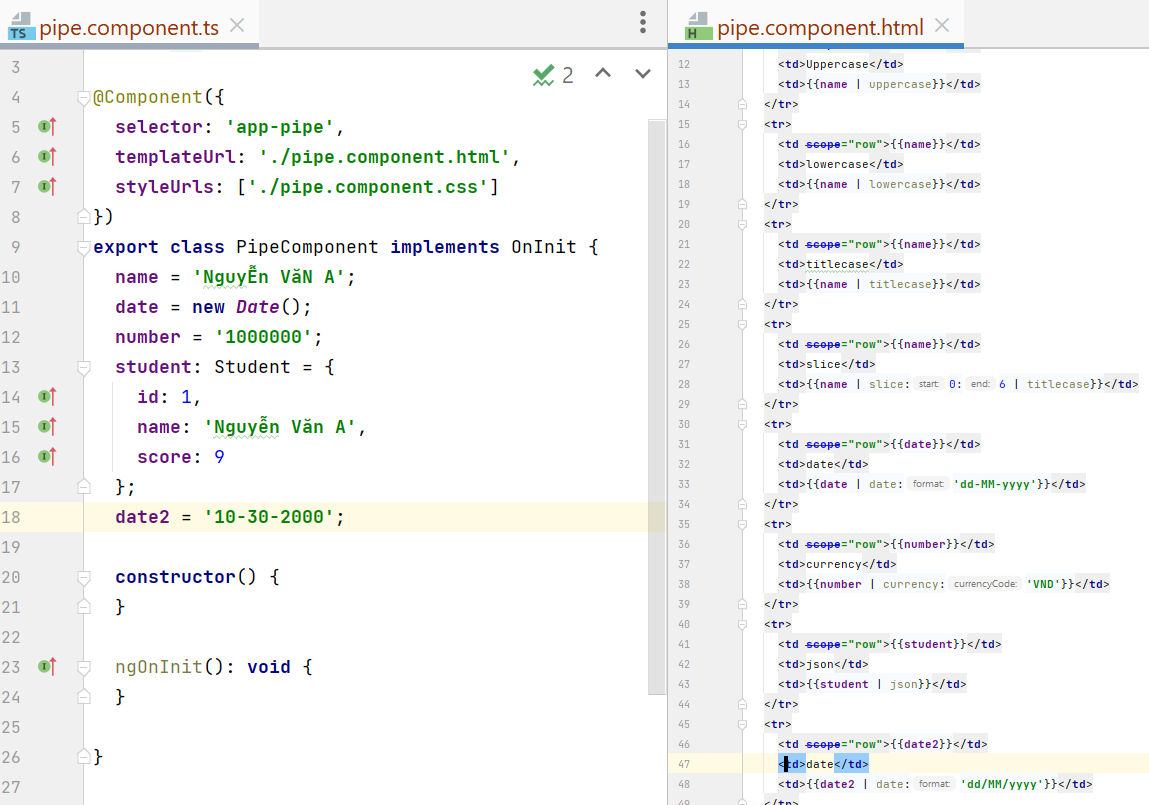 TS pipe.component.ts
2
3
4 @Component({
5 selector: 'app-pipe',
6 templateUrl: './pipe.component.html',
7 styleUrls: ['./pipe.component.css']
8 })
9 export class PipeComponent implements OnInit {
10 name = 'NguyỄn VăN A';
11 date = new Date();
12 number = '1000000';
13 student: Student = {
14 id: 1,
15 name: 'Nguyễn Văn A',
16 score: 9
17 };
18 date2 = '10-30-2000';
19
20 constructor() {
21 }
22
23 ngOnInit(): void {
24 }
25
26 }
27
H pipe.component.html
12 <td>Uppercase</td>
13 <td>{{name | uppercase}}</td>
14 </tr>
15 <tr>
16 <td scope="row">{{name}}</td>
17 <td>lowercase</td>
18 <td>{{name | lowercase}}</td>
19 </tr>
20 <tr>
21 <td scope="row">{{name}}</td>
22 <td>titlecase</td>
23 <td>{{name | titlecase}}</td>
24 </tr>
25 <tr>
26 <td scope="row">{{name}}</td>
27 <td>slice</td>
28 <td>{{name | slice: start: 0: end: 6 | titlecase}}</td>
29 </tr>
30 <tr>
31 <td scope="row">{{date}}</td>
32 <td>date</td>
33 <td>{{date | date: format: 'dd-MM-yyyy'}}</td>
34 </tr>
35 <tr>
36 <td scope="row">{{number}}</td>
37 <td>currency</td>
38 <td>{{number | currency: currencyCode: 'VND'}}</td>
39 </tr>
40 <tr>
41 <td scope="row">{{student}}</td>
42 <td>json</td>
43 <td>{{student | json}}</td>
44 </tr>
45 <tr>
46 <td scope="row">{{date2}}</td>
47 <td>date</td>
48 <td>{{date2 | date: format: 'dd/MM/yyyy'}}</td>
49 </tr>